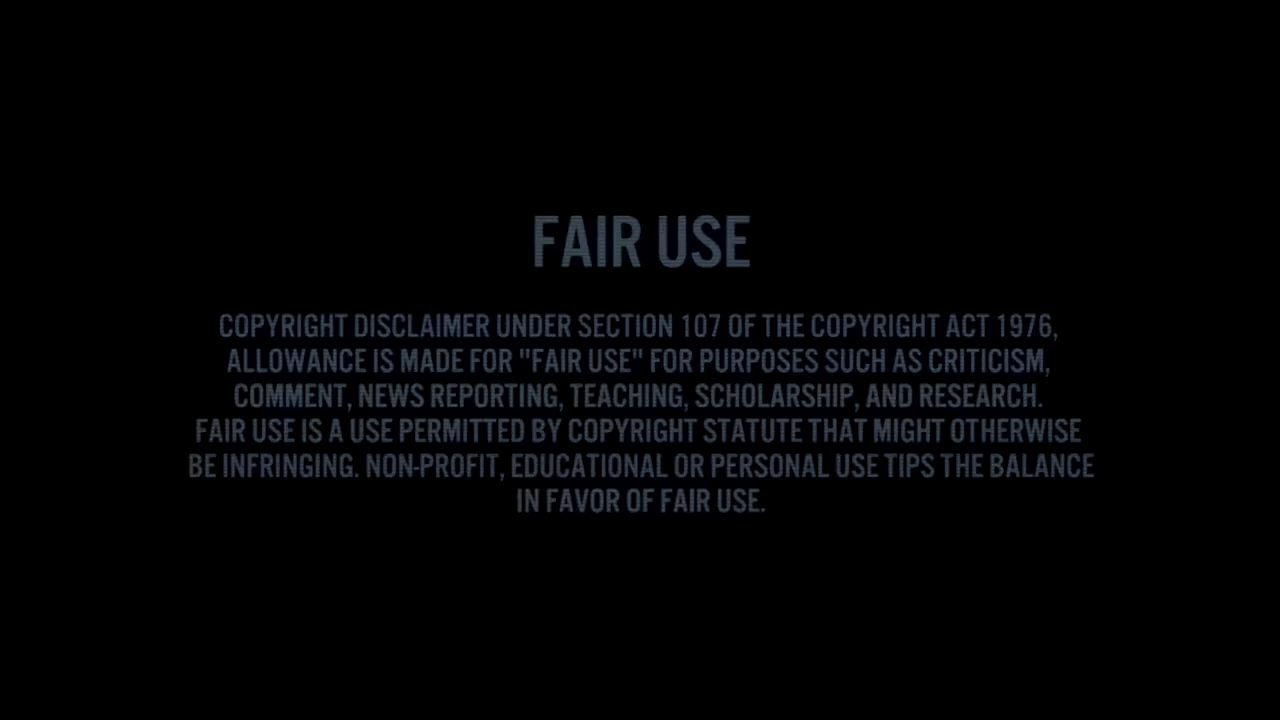 FAIR USE
COPYRIGHT DISCLAIMER UNDER SECTION 107 OF THE COPYRIGHT ACT 1976,
ALLOWANCE IS MADE FOR "FAIR USE" FOR PURPOSES SUCH AS CRITICISM,
COMMENT, NEWS REPORTING, TEACHING, SCHOLARSHIP, AND RESEARCH.
FAIR USE IS A USE PERMITTED BY COPYRIGHT STATUTE THAT MIGHT OTHERWISE
BE INFRINGING. NON-PROFIT, EDUCATIONAL OR PERSONAL USE TIPS THE BALANCE
IN FAVOR OF FAIR USE.